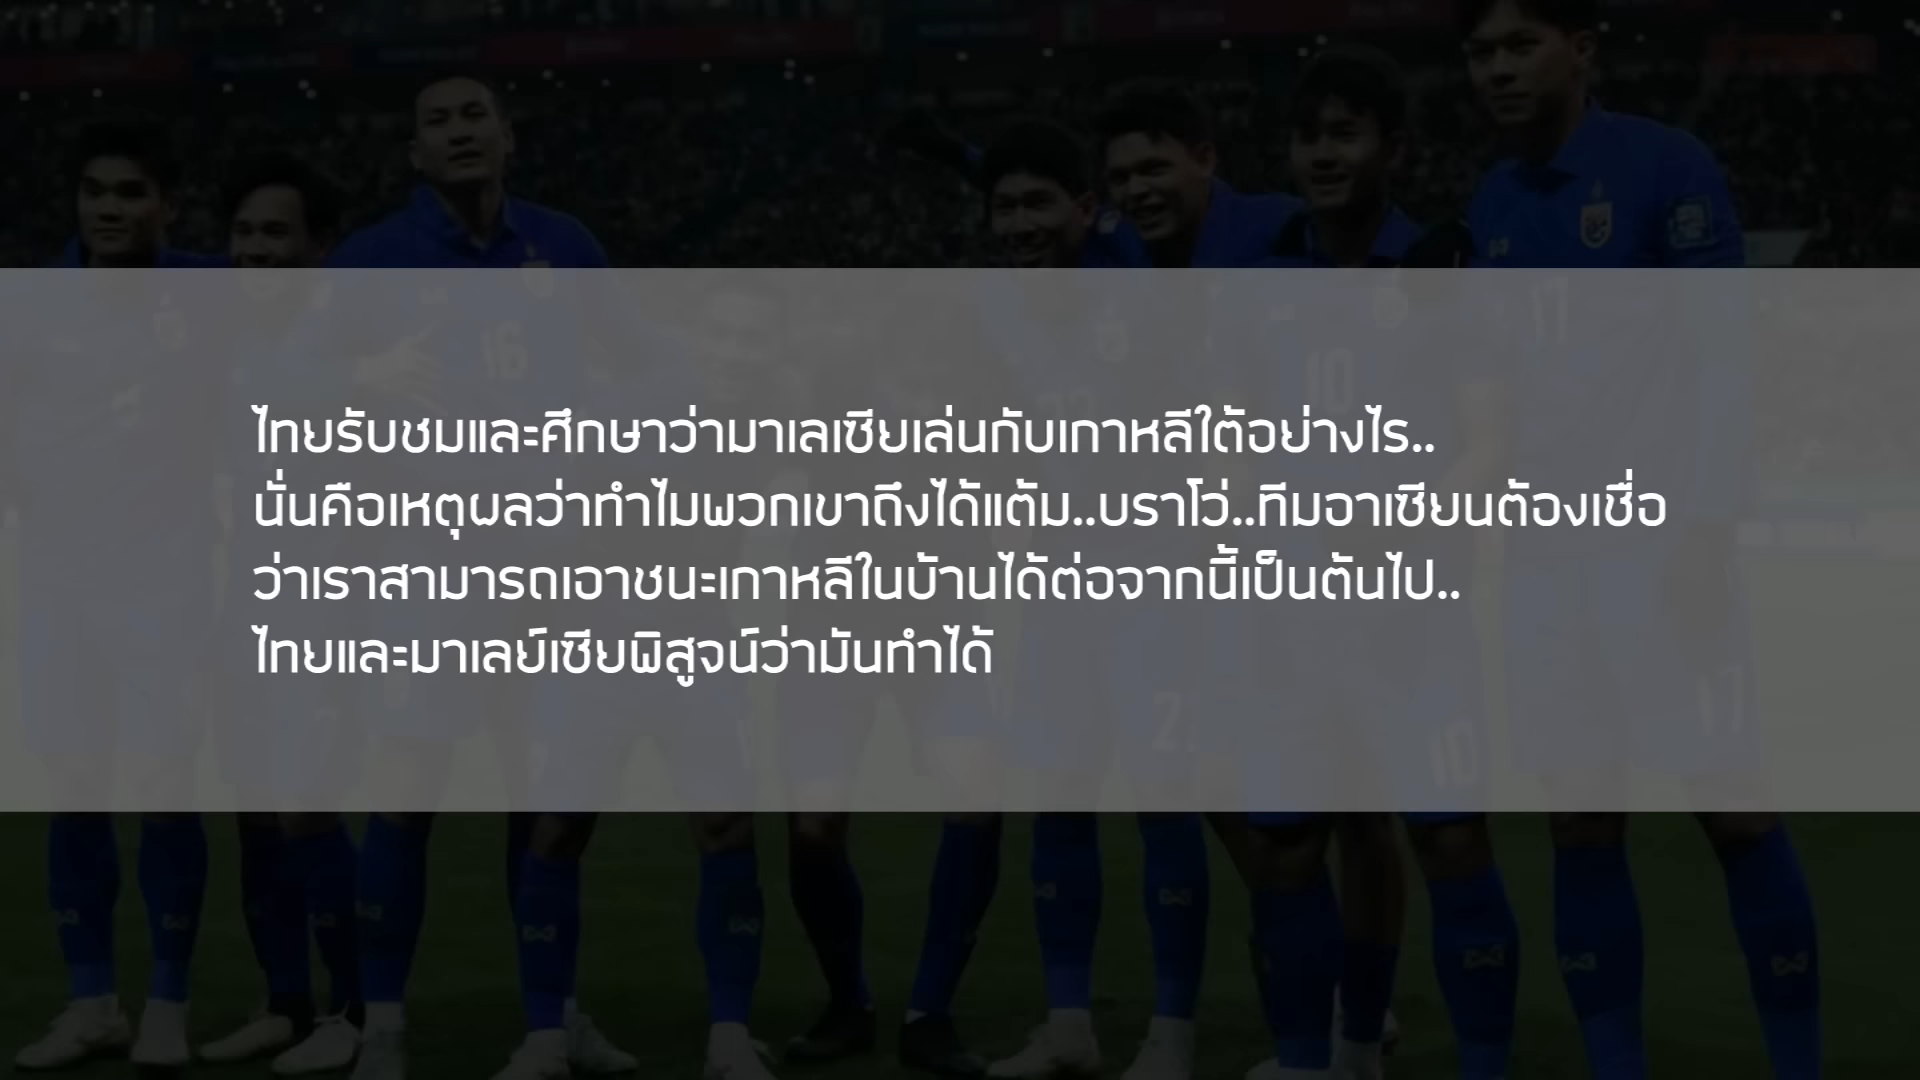 ไทยรับชมและศึกษาว่ามาเลเซียเล่นกับเกาหลีใต้อย่างไร..
นั่นคือเหตุผลว่าทำไมพวกเขาถึงได้แต้ม..บราโว่..ทีมอาเซียนต้องเชื่อ
ว่าเราสามารถเอาชนะเกาหลีในบ้านได้ต่อจากนี้เป็นต้นไป..
ไทยและมาเลย์เซียพิสูจน์ว่ามันทำได้
16
10
17
2
10
17